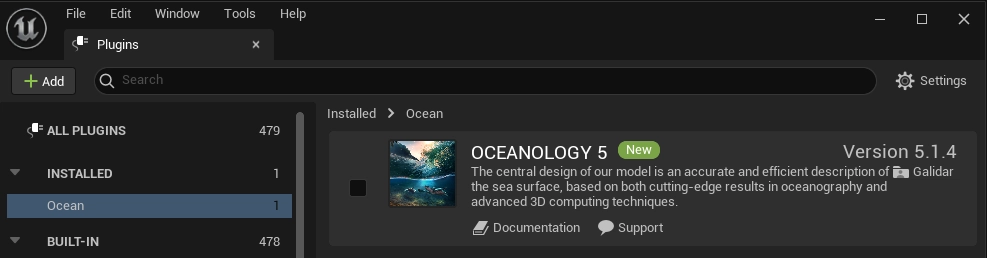 File Edit Window Tools Help
Plugins
Add Search Settings
Installed > Ocean
ALL PLUGINS 479
INSTALLED 1
Ocean 1
BUILT-IN 478
OCEANOLOGY 5 New Version 5.1.4
The central design of our model is an accurate and efficient description of Galidar
the sea surface, based on both cutting-edge results in oceanography and
advanced 3D computing techniques.
Documentation Support